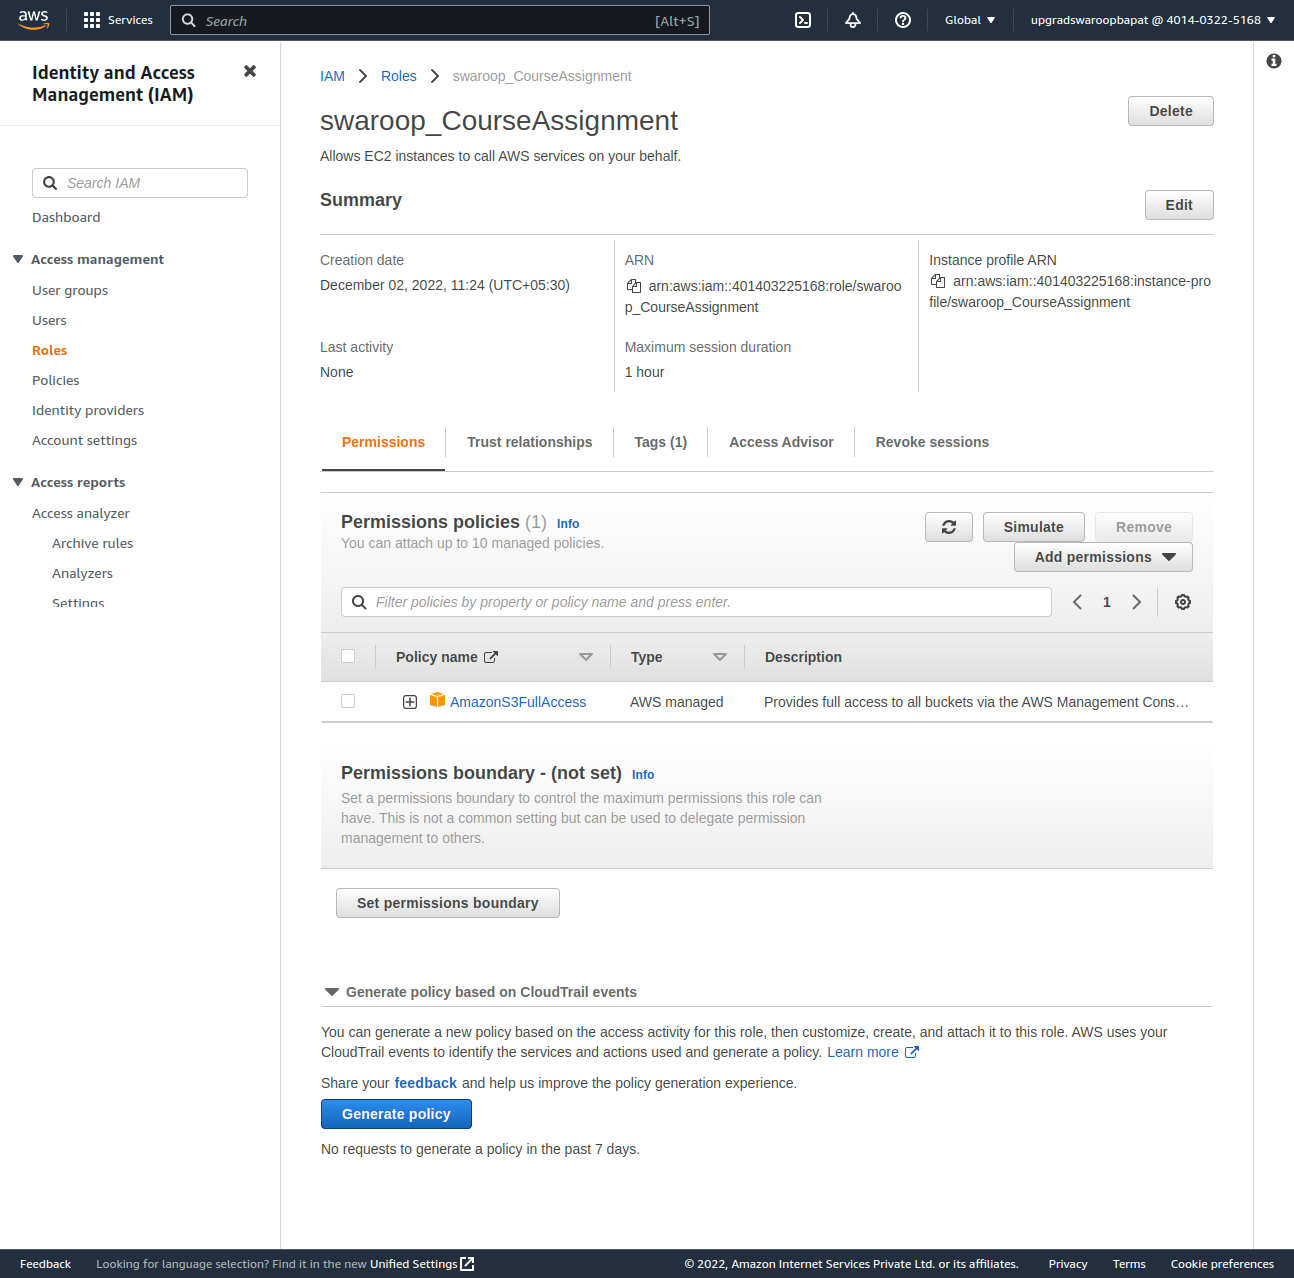 aws Services Search [Alt+S] Global upgradswaroopbapat @ 4014-0322-5168
Identity and Access
Management (IAM)
Search IAM
Dashboard
Access management
User groups
Users
Roles
Policies
Identity providers
Account settings
Access reports
Access analyzer
Archive rules
Analyzers
Settings
IAM Roles swaroop_CourseAssignment
swaroop_CourseAssignment
Delete
Allows EC2 instances to call AWS services on your behalf.
Summary
Edit
Creation date
December 02, 2022, 11:24 (UTC+05:30)
Last activity
None
ARN
arn:aws:iam::401403225168:role/swaroo
p_CourseAssignment
Maximum session duration
1 hour
Instance profile ARN
arn:aws:iam::401403225168:instance-pro
file/swaroop_CourseAssignment
Permissions Trust relationships Tags (1) Access Advisor Revoke sessions
Permissions policies (1) Info
You can attach up to 10 managed policies.
Simulate Remove
Add permissions
Filter policies by property or policy name and press enter.
1
Policy name Type Description
AmazonS3FullAccess AWS managed Provides full access to all buckets via the AWS Management Cons…
Permissions boundary - (not set) Info
Set a permissions boundary to control the maximum permissions this role can
have. This is not a common setting but can be used to delegate permission
management to others.
Set permissions boundary
Generate policy based on CloudTrail events
You can generate a new policy based on the access activity for this role, then customize, create, and attach it to this role. AWS uses your
CloudTrail events to identify the services and actions used and generate a policy. Learn more
Share your feedback and help us improve the policy generation experience.
Generate policy
No requests to generate a policy in the past 7 days.
Feedback Looking for language selection? Find it in the new Unified Settings © 2022, Amazon Internet Services Private Ltd. or its affiliates. Privacy Terms Cookie preferences